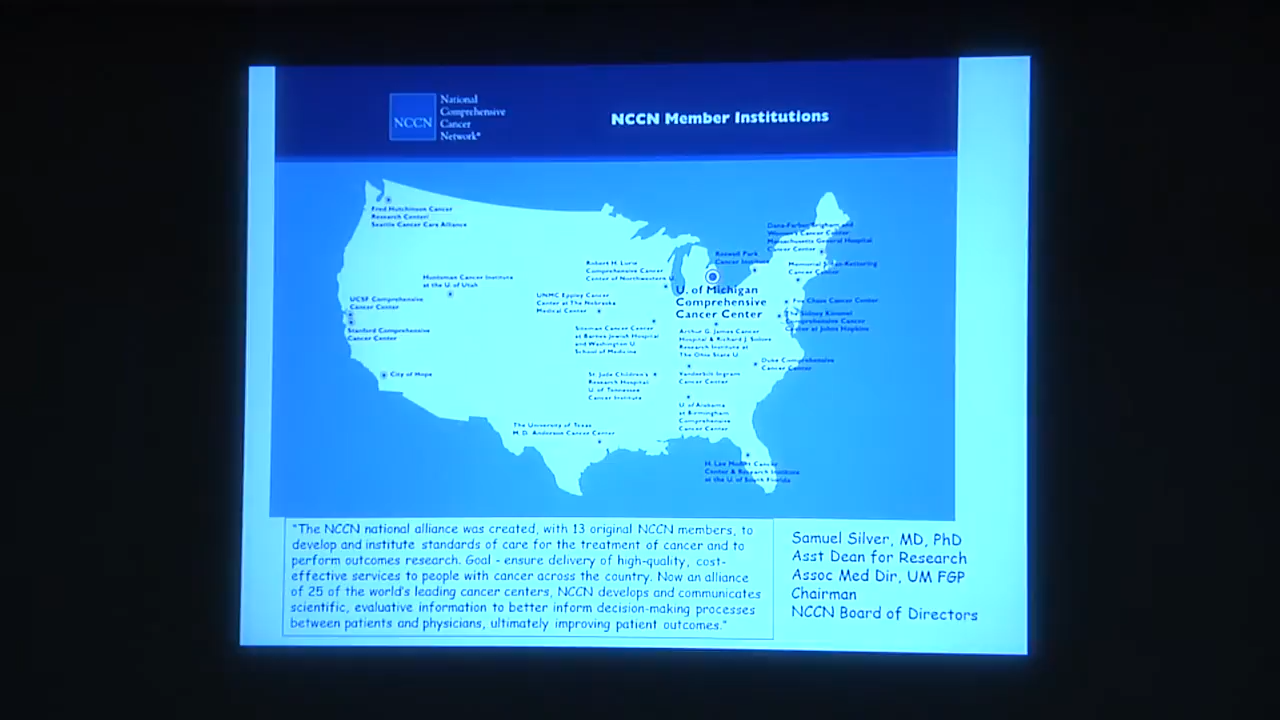 NCCN
National
Comprehensive
Cancer
Network®
NCCN Member Institutions
Fred Hutchinson Cancer
Research Center/
Seattle Cancer Care Alliance
Huntsman Cancer Institute
at the U. of Utah
UCSF Comprehensive
Cancer Center
Stanford Comprehensive
Cancer Center
City of Hope
Robert H. Lurie
Comprehensive Cancer
Center of Northwestern U.
UNMC Eppley Cancer
Center at The Nebraska
Medical Center
Siteman Cancer Center
at Barnes-Jewish Hospital
and Washington U.
School of Medicine
St. Jude Children's
Research Hospital
U. of Tennessee
Cancer Institute
The University of Texas
M. D. Anderson Cancer Center
Roswell Park
Cancer Institute
U. of Michigan
Comprehensive
Cancer Center
Arthur G. James Cancer
Hospital & Richard J. Solove
Research Institute at
The Ohio State U.
Vanderbilt-Ingram
Cancer Center
U. of Alabama
at Birmingham
Comprehensive
Cancer Center
H. Lee Moffitt Cancer
Center & Research Institute
at the U. of South Florida
Dana-Farber/Brigham and
Women's Cancer Center
Massachusetts General Hospital
Cancer Center
Memorial Sloan-Kettering
Cancer Center
Fox Chase Cancer Center
The Sidney Kimmel
Comprehensive Cancer
Center at Johns Hopkins
Duke Comprehensive
Cancer Center
"The NCCN national alliance was created, with 13 original NCCN members, to
develop and institute standards of care for the treatment of cancer and to
perform outcomes research. Goal - ensure delivery of high-quality, cost-
effective services to people with cancer across the country. Now an alliance
of 25 of the world's leading cancer centers, NCCN develops and communicates
scientific, evaluative information to better inform decision-making processes
between patients and physicians, ultimately improving patient outcomes."
Samuel Silver, MD, PhD
Asst Dean for Research
Assoc Med Dir, UM FGP
Chairman
NCCN Board of Directors